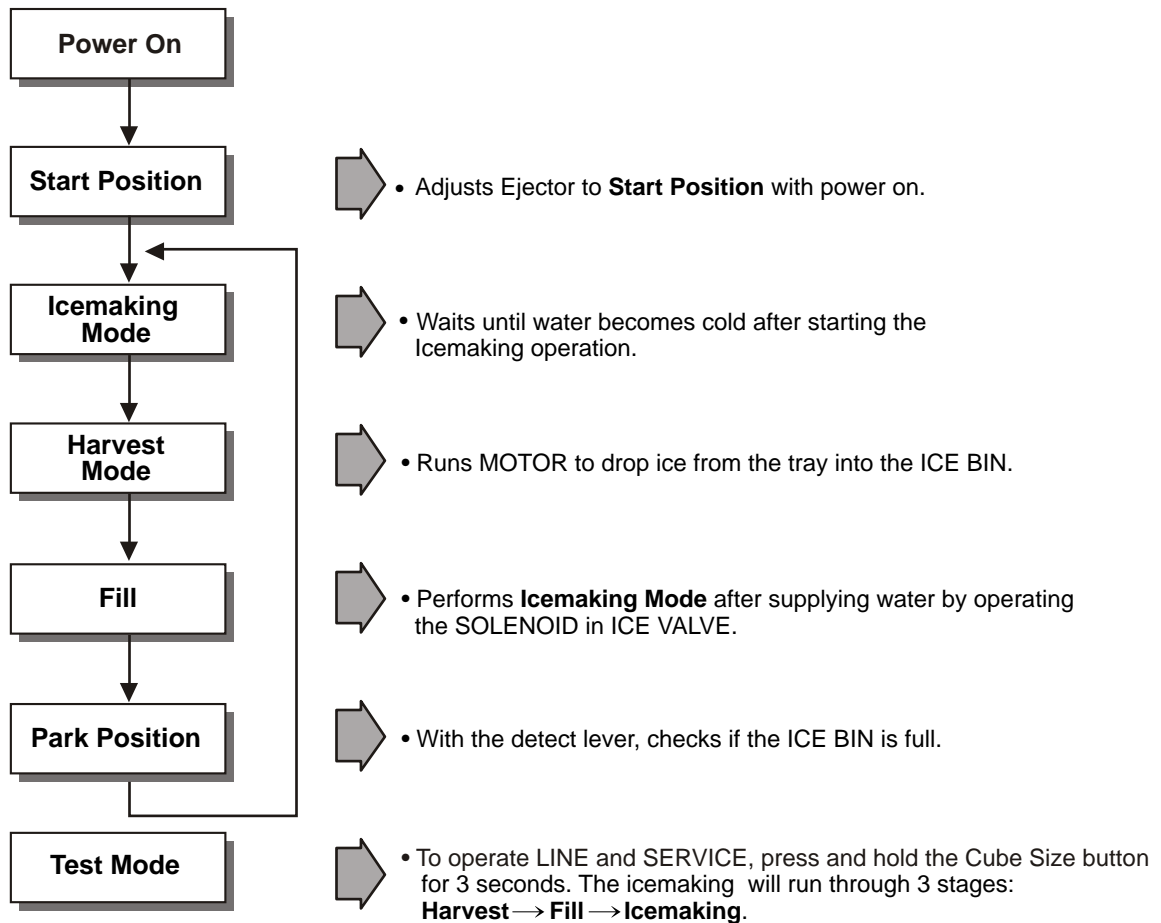 Power On
Start Position
• Adjusts Ejector to Start Position with power on.
Icemaking
Mode
• Waits until water becomes cold after starting the
Icemaking operation.
Harvest
Mode
• Runs MOTOR to drop ice from the tray into the ICE BIN.
Fill
• Performs Icemaking Mode after supplying water by operating
the SOLENOID in ICE VALVE.
Park Position
• With the detect lever, checks if the ICE BIN is full.
Test Mode
• To operate LINE and SERVICE, press and hold the Cube Size button
for 3 seconds. The icemaking will run through 3 stages:
Harvest → Fill → Icemaking.